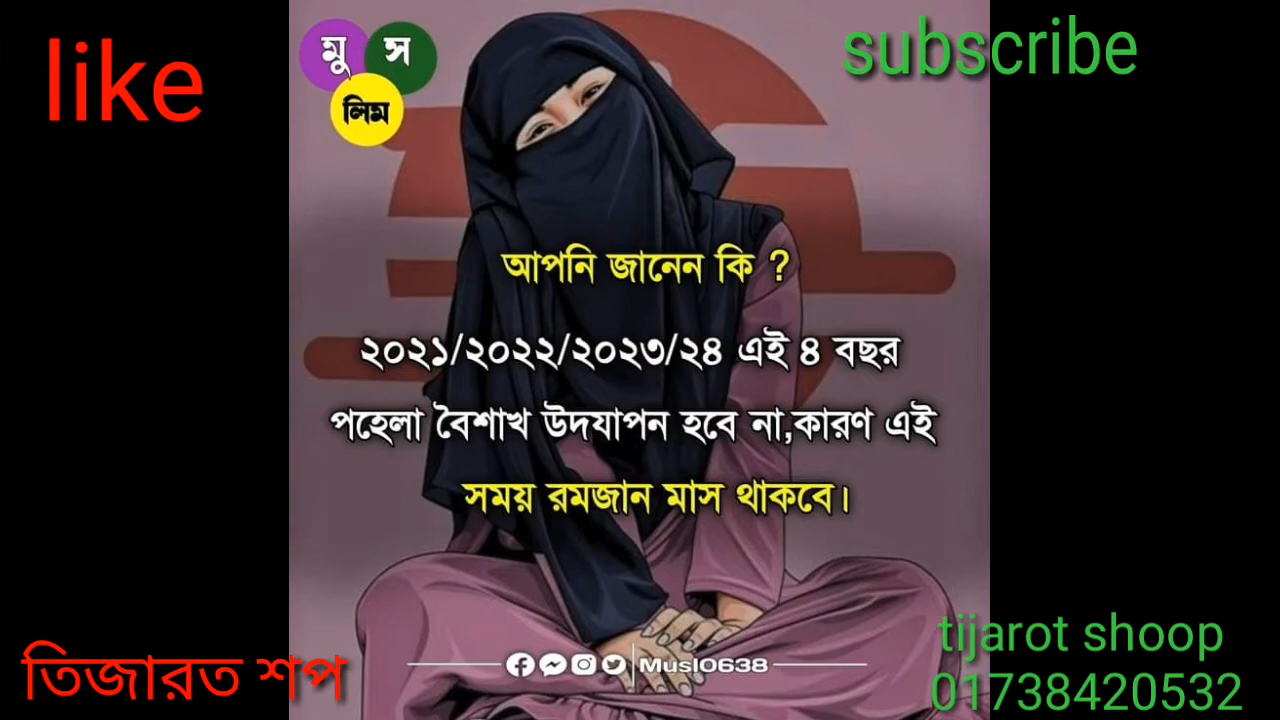 like
subscribe
মু স
লিম
আপনি জানেন কি ?
২০২১/২০২২/২০২৩/২৪ এই ৪ বছর
পহেলা বৈশাখ উদযাপন হবে না,কারণ এই
সময় রমজান মাস থাকবে।
Musl0638
তিজারত শপ
tijarot shoop
01738420532